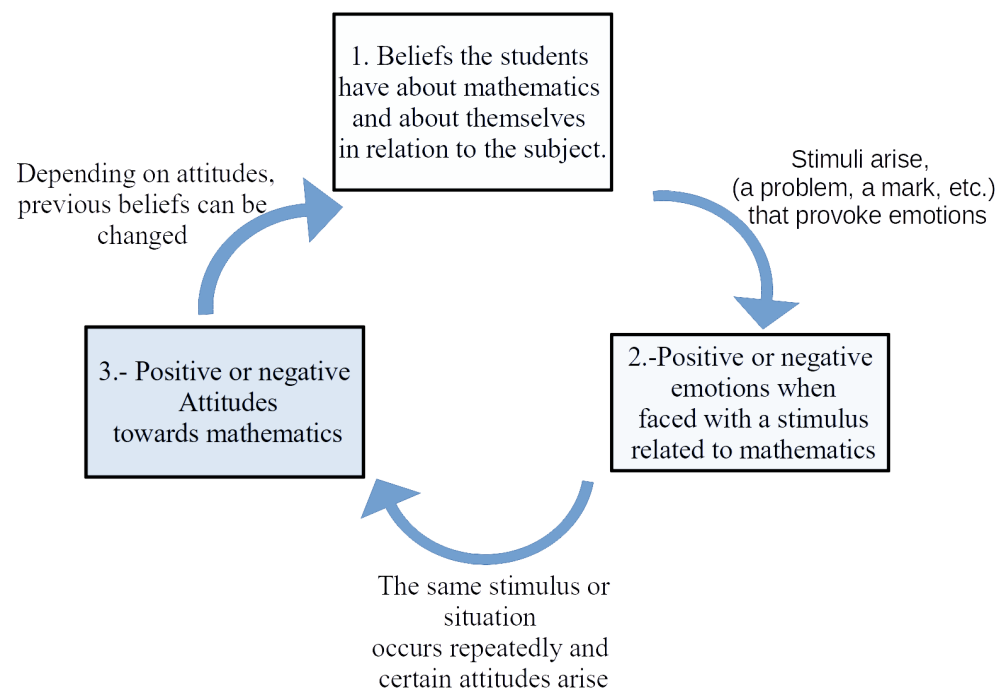 1. Beliefs the students
have about mathematics
and about themselves
in relation to the subject.
Stimuli arise,
(a problem, a mark, etc.)
that provoke emotions
2.-Positive or negative
emotions when
faced with a stimulus
related to mathematics
The same stimulus or
situation
occurs repeatedly and
certain attitudes arise
3.- Positive or negative
Attitudes
towards mathematics
Depending on attitudes,
previous beliefs can be
changed